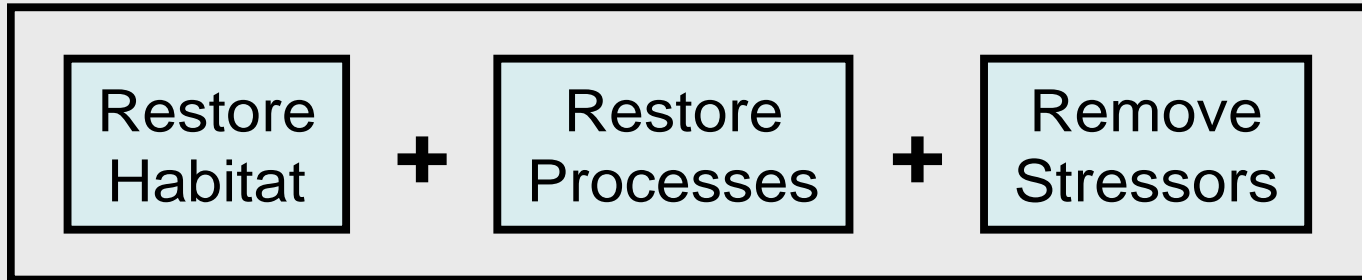 Restore
Habitat
+
Restore
Processes
+
Remove
Stressors